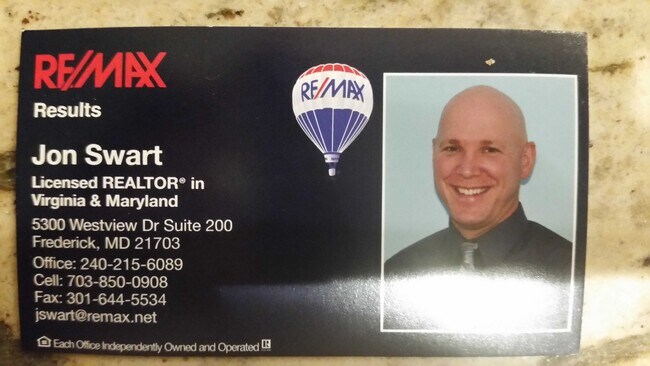 RE/MAX
Results
RE/MAX
Jon Swart
Licensed REALTOR® in
Virginia & Maryland
5300 Westview Dr Suite 200
Frederick, MD 21703
Office: 240-215-6089
Cell: 703-850-0908
Fax: 301-644-5534
jswart@remax.net
Each Office Independently Owned and Operated